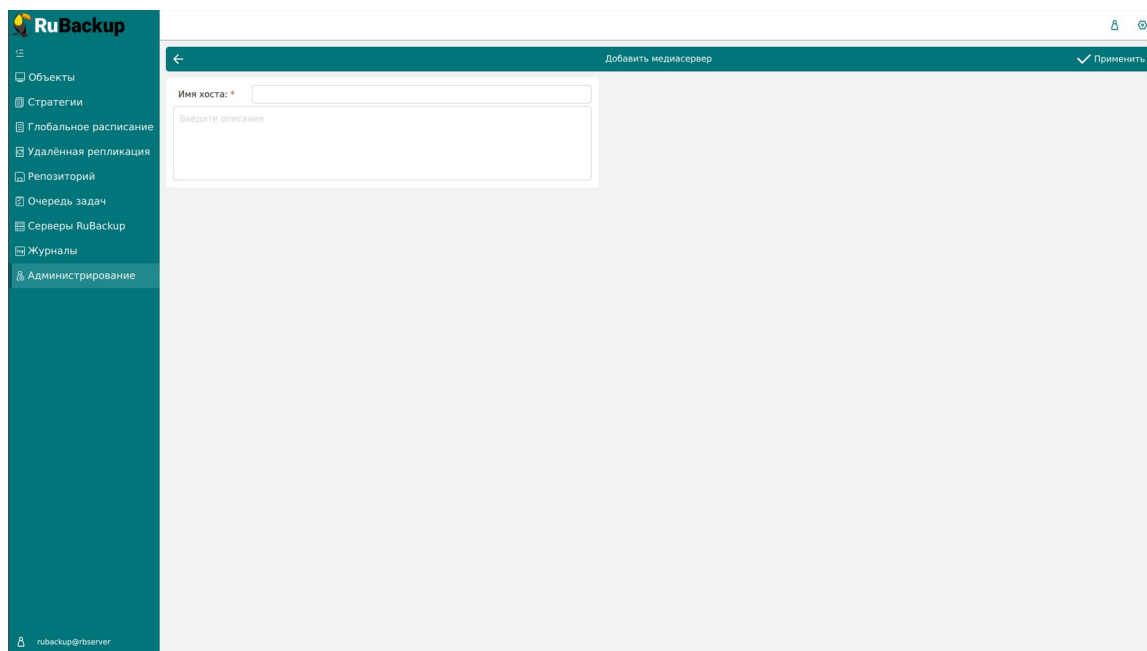 RuBackup
Добавить медиасервер
Применить
Объекты
Стратегии
Глобальное расписание
Удалённая репликация
Репозиторий
Очередь задач
Серверы RuBackup
Журналы
Администрирование
Имя хоста: *
Введите описание
rubackup@rbserver